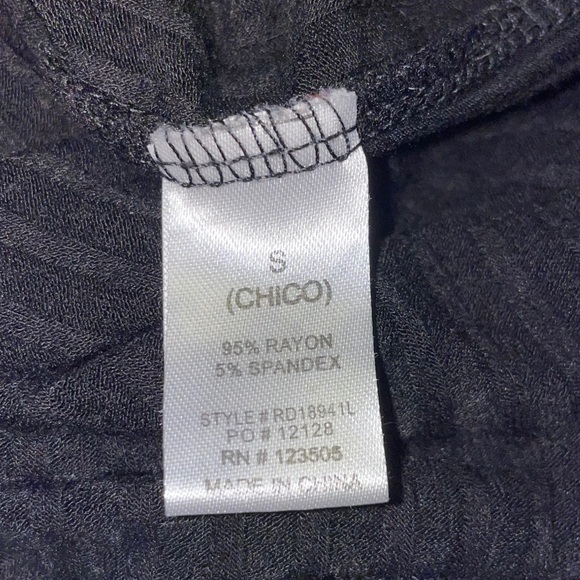 S
(CHICO)
95% RAYON
5% SPANDEX
STYLE # RD18941L
PO # 12128
RN # 123505
MADE IN CHINA